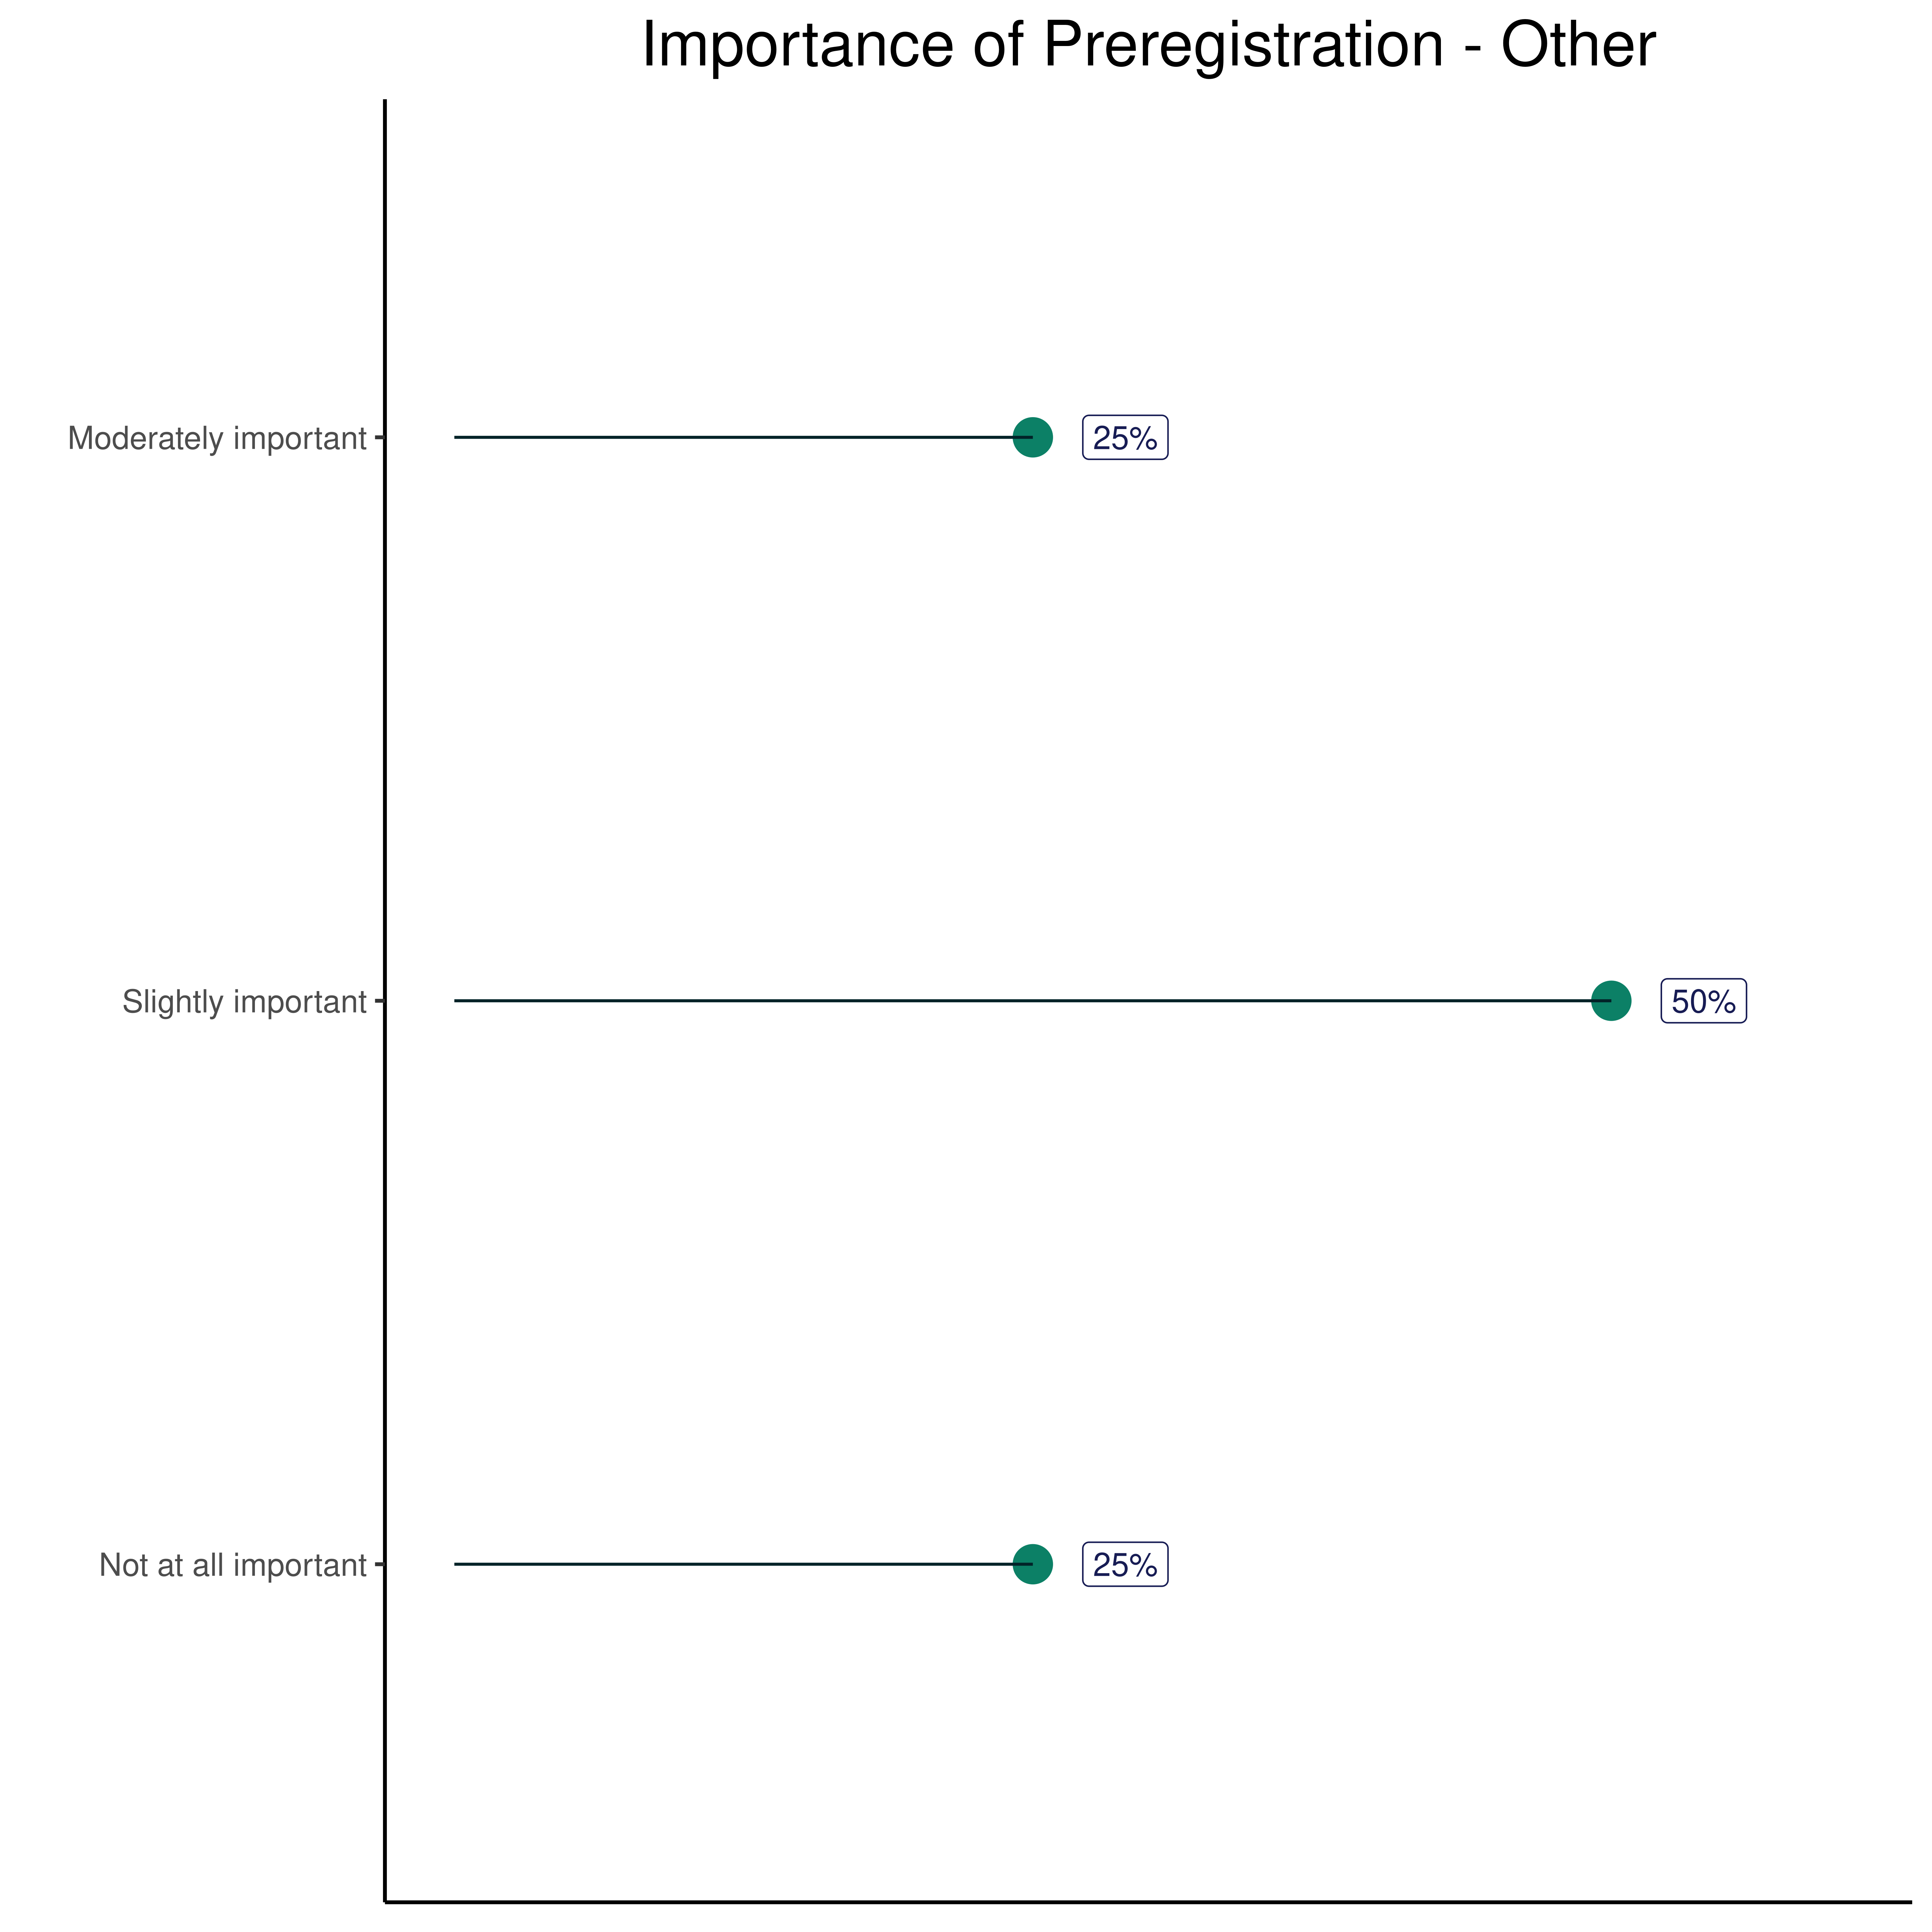 Importance of Preregistration - Other
Moderately important
25%
Slightly important
50%
Not at all important
25%